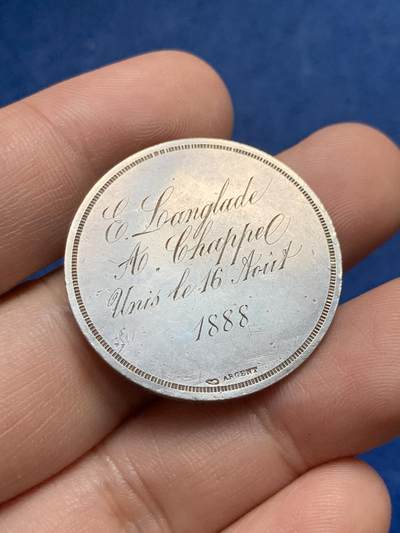 E. Langlade
A. Chappel
Unis le 16 Août
1888
ARGENT